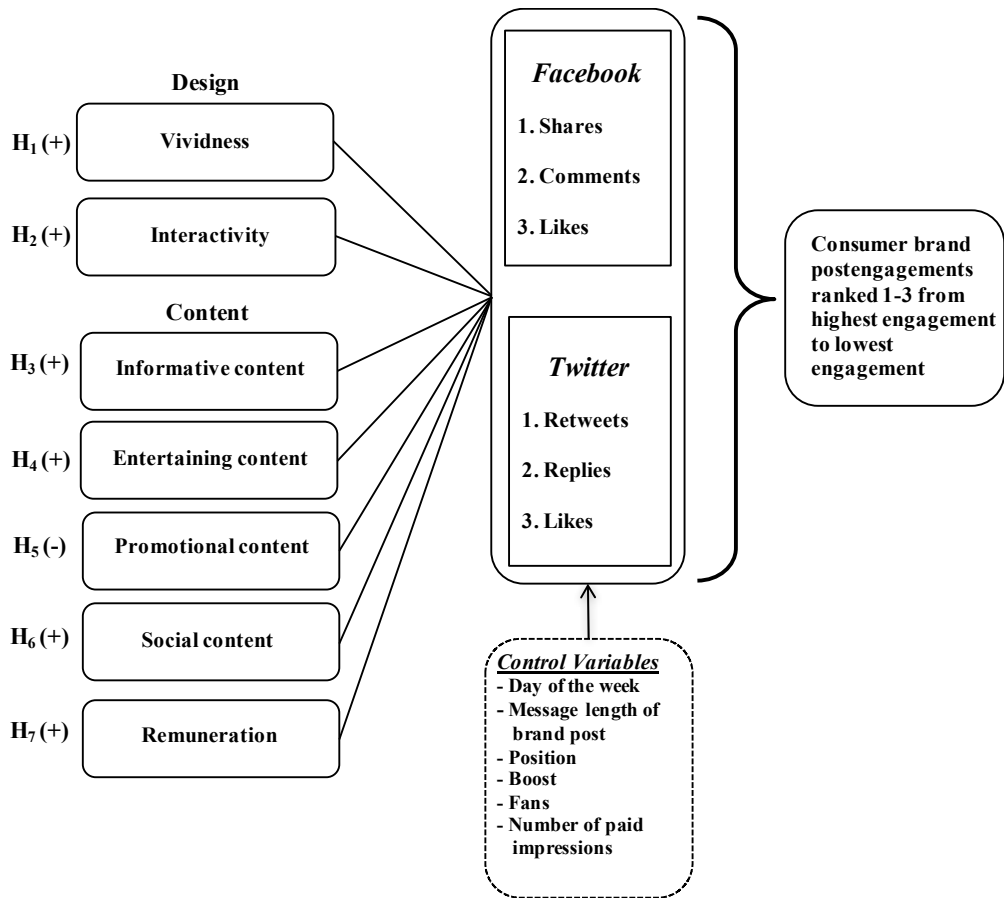 Design
H₁ (+)
Vividness
H₂ (+)
Interactivity
Content
H₃ (+)
Informative content
H₄ (+)
Entertaining content
H₅ (-)
Promotional content
H₆ (+)
Social content
H₇ (+)
Remuneration
Facebook
1. Shares
2. Comments
3. Likes
Twitter
1. Retweets
2. Replies
3. Likes
Control Variables
- Day of the week
- Message length of
brand post
- Position
- Boost
- Fans
- Number of paid
impressions
Consumer brand
postengagements
ranked 1-3 from
highest engagement
to lowest
engagement